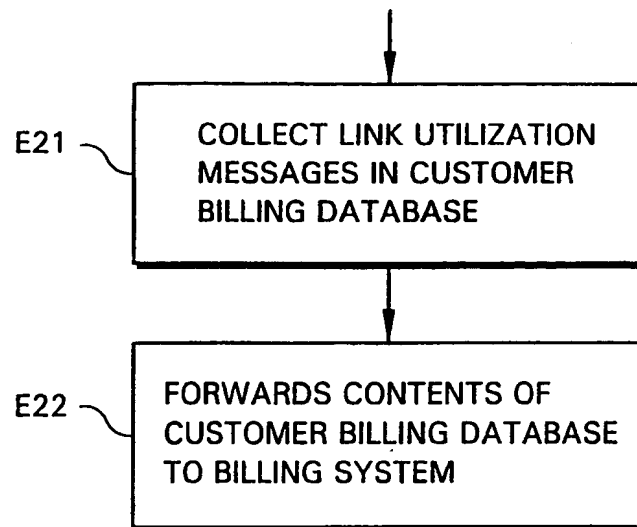 E21
COLLECT LINK UTILIZATION
MESSAGES IN CUSTOMER
BILLING DATABASE
E22
FORWARDS CONTENTS OF
CUSTOMER BILLING DATABASE
TO BILLING SYSTEM